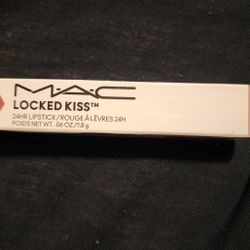 M·A·C
LOCKED KISS™
24HR LIPSTICK / ROUGE À LÈVRES 24H
POIDS NET WT. .06 OZ / 1.8 g